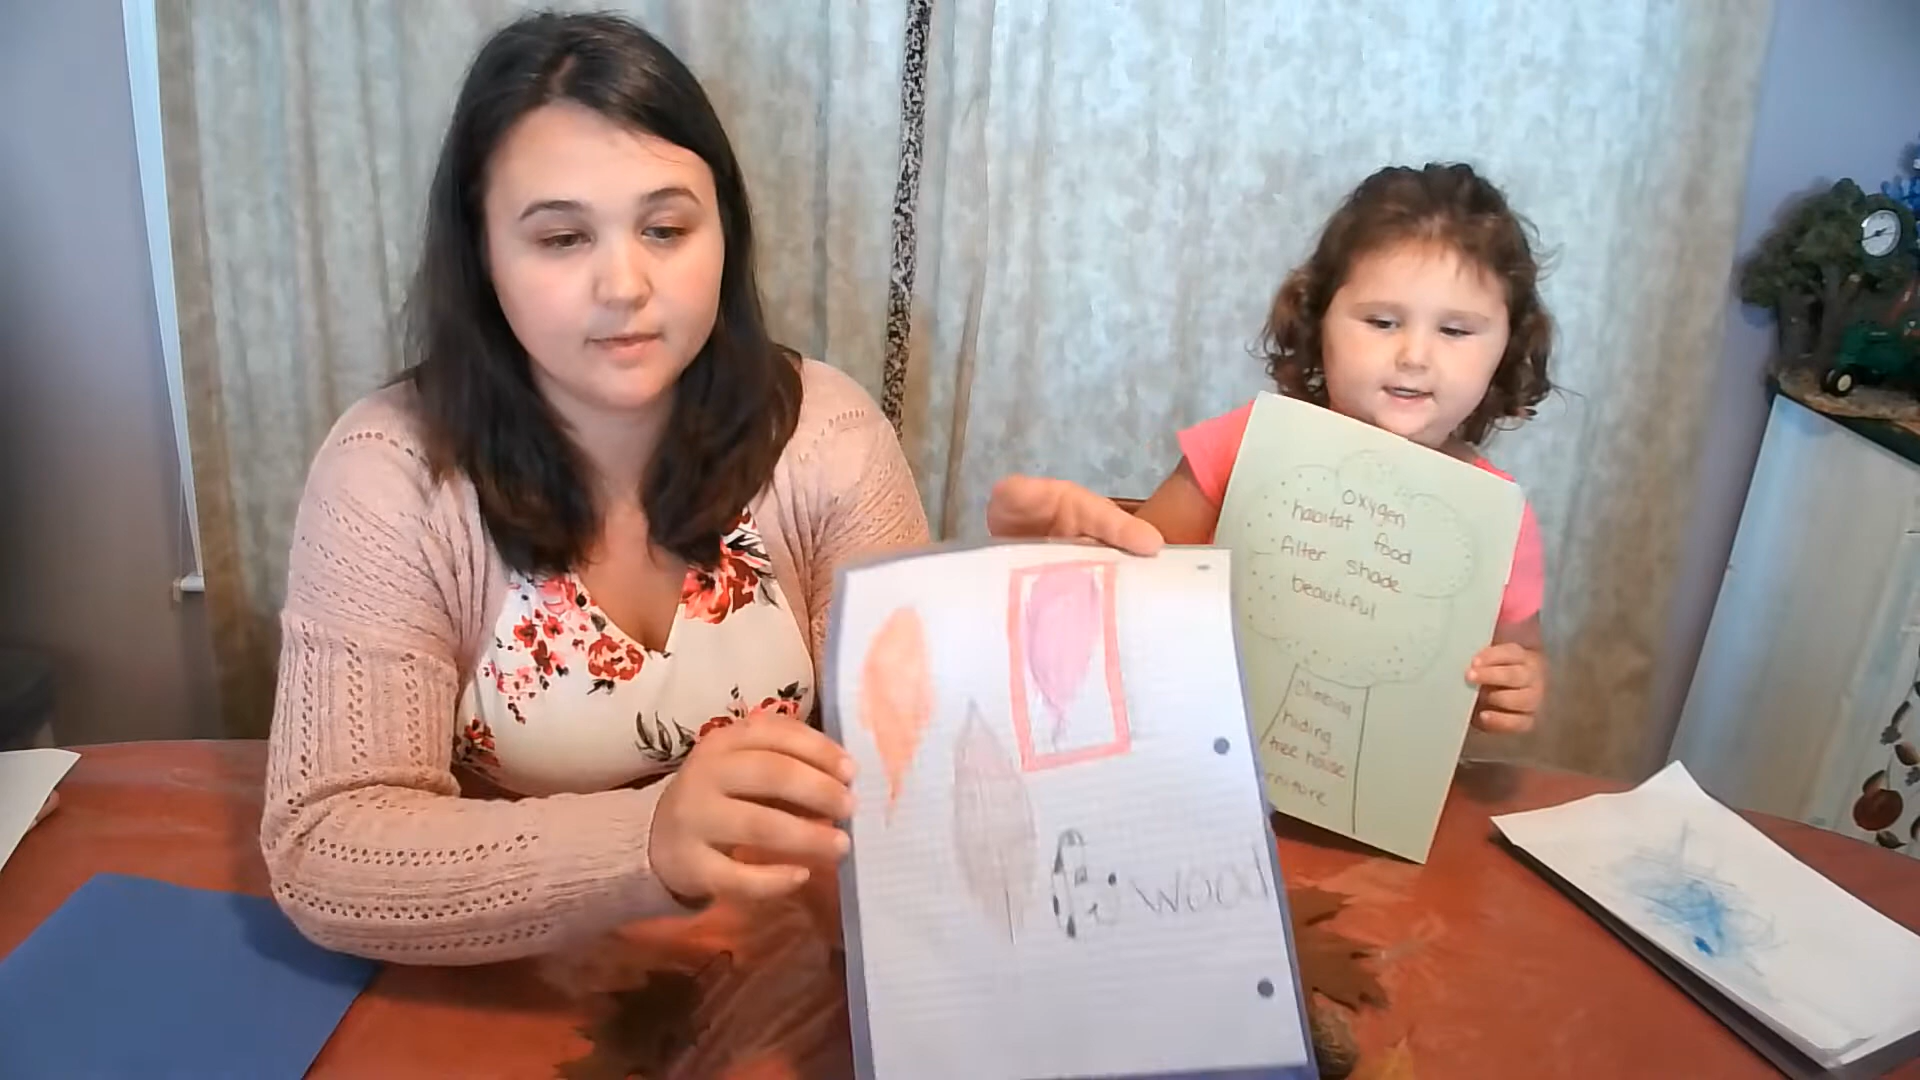 oxygen
habitat food
filter shade
beautiful
climbing
hiding
tree house
wood